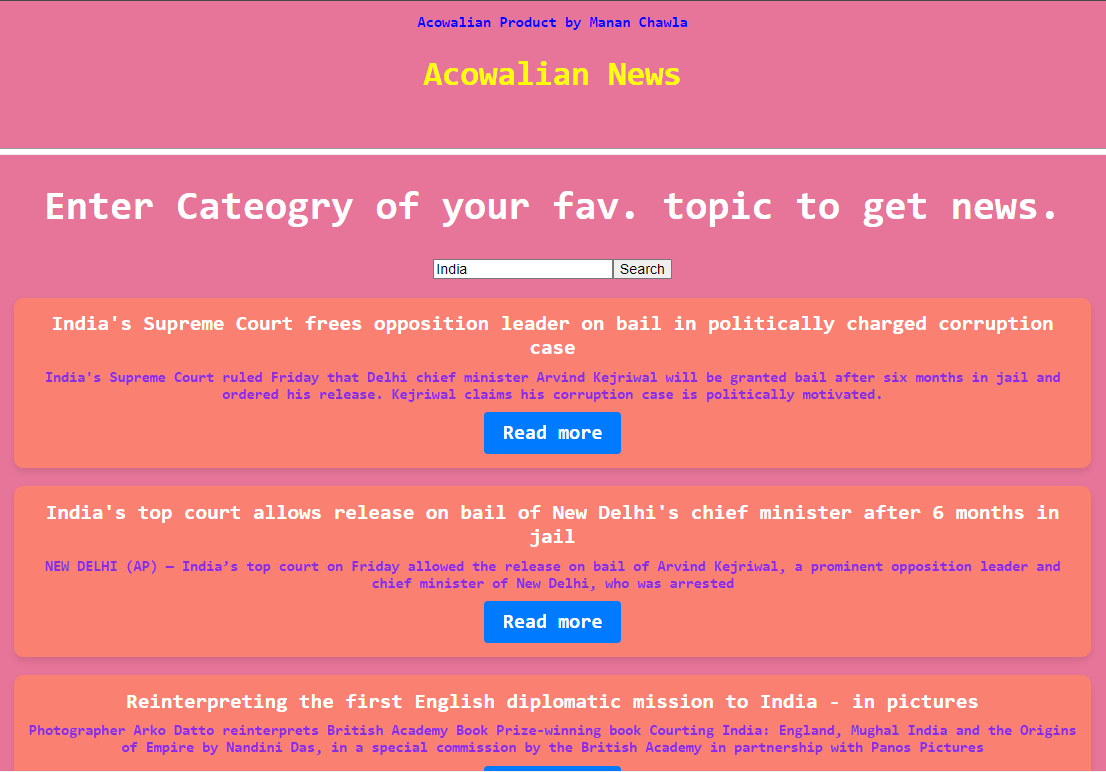 Acowalian Product by Manan Chawla
Acowalian News
Enter Cateogry of your fav. topic to get news.
India Search
India's Supreme Court frees opposition leader on bail in politically charged corruption
case
India's Supreme Court ruled Friday that Delhi chief minister Arvind Kejriwal will be granted bail after six months in jail and
ordered his release. Kejriwal claims his corruption case is politically motivated.
Read more
India's top court allows release on bail of New Delhi's chief minister after 6 months in
jail
NEW DELHI (AP) — India’s top court on Friday allowed the release on bail of Arvind Kejriwal, a prominent opposition leader and
chief minister of New Delhi, who was arrested
Read more
Reinterpreting the first English diplomatic mission to India - in pictures
Photographer Arko Datto reinterprets British Academy Book Prize-winning book Courting India: England, Mughal India and the Origins
of Empire by Nandini Das, in a special commission by the British Academy in partnership with Panos Pictures